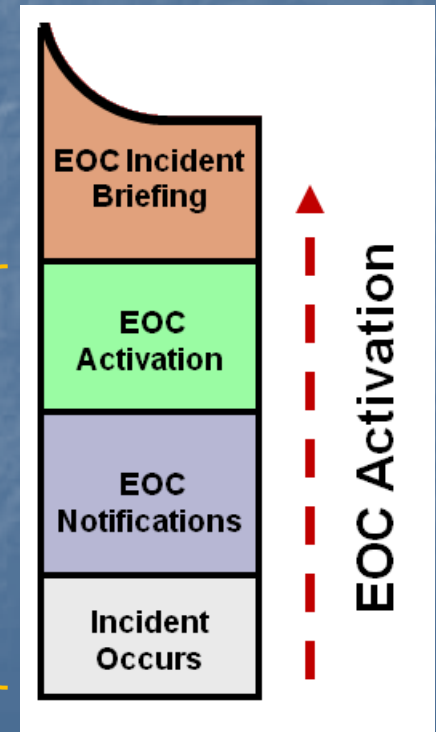 EOC Incident
Briefing
EOC
Activation
EOC
Notifications
Incident
Occurs
EOC Activation